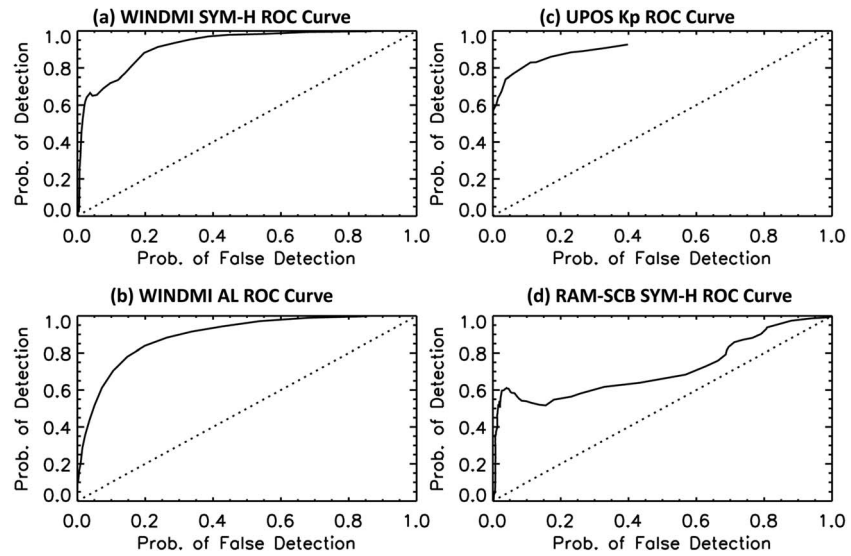 (a) WINDMI SYM-H ROC Curve
1.0
0.8
0.6
0.4
0.2
0.0
Prob. of Detection
0.0 0.2 0.4 0.6 0.8 1.0
Prob. of False Detection
(c) UPOS Kp ROC Curve
1.0
0.8
0.6
0.4
0.2
0.0
Prob. of Detection
0.0 0.2 0.4 0.6 0.8 1.0
Prob. of False Detection
(b) WINDMI AL ROC Curve
1.0
0.8
0.6
0.4
0.2
0.0
Prob. of Detection
0.0 0.2 0.4 0.6 0.8 1.0
Prob. of False Detection
(d) RAM-SCB SYM-H ROC Curve
1.0
0.8
0.6
0.4
0.2
0.0
Prob. of Detection
0.0 0.2 0.4 0.6 0.8 1.0
Prob. of False Detection